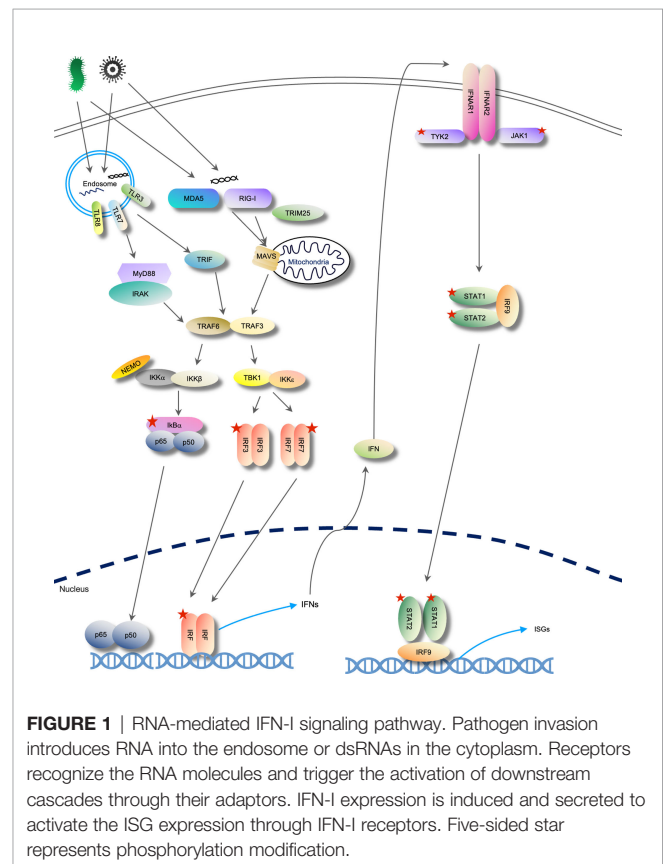 IFNAR1
IFNAR2
TYK2
JAK1
Endosome
TLR3
TLR7
TLR8
MDA5
RIG-I
TRIM25
MAVS
Mitochondria
TRIF
MyD88
IRAK
TRAF6
TRAF3
STAT1
STAT2
IRF9
NEMO
IKKα
IKKβ
TBK1
IKKε
IkBα
p65
p50
IRF3
IRF3
IRF7
IRF7
IFN
Nucleus
IFNs
p65
p50
IRF
IRF
STAT2
STAT1
IRF9
ISGs
FIGURE 1 | RNA-mediated IFN-I signaling pathway. Pathogen invasion
introduces RNA into the endosome or dsRNAs in the cytoplasm. Receptors
recognize the RNA molecules and trigger the activation of downstream
cascades through their adaptors. IFN-I expression is induced and secreted to
activate the ISG expression through IFN-I receptors. Five-sided star
represents phosphorylation modification.